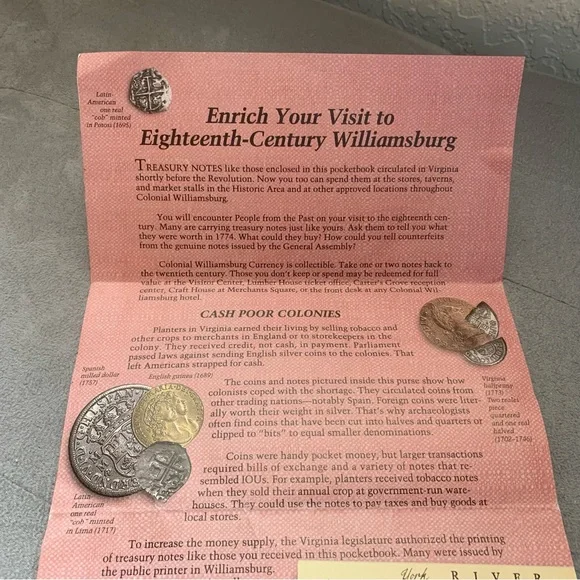 Latin-
American
one real
"cob" minted
in Potosi (1695)
Enrich Your Visit to
Eighteenth-Century Williamsburg
TREASURY NOTES like those enclosed in this pocketbook circulated in Virginia
shortly before the Revolution. Now you too can spend them at the stores, taverns,
and market stalls in the Historic Area and at other approved locations throughout
Colonial Williamsburg.
You will encounter People from the Past on your visit to the eighteenth cen-
tury. Many are carrying treasury notes just like yours. Ask them to tell you what
they were worth in 1774. What could they buy? How could you tell counterfeits
from the genuine notes issued by the General Assembly?
Colonial Williamsburg Currency is collectible. Take one or two notes back to
the twentieth century. Those you don't keep or spend may be redeemed for full
value at the Visitor Center, Lumber House ticket office, Carter's Grove reception
center, Craft House at Merchants Square, or the front desk at any Colonial Wil-
liamsburg hotel.
CASH POOR COLONIES
Planters in Virginia earned their living by selling tobacco and
other crops to merchants in England or to storekeepers in the
colony. They received credit, not cash, in payment. Parliament
passed laws against sending English silver coins to the colonies. That
left Americans strapped for cash.
Spanish
milled dollar
(1757)
English guinea (1689)
Virginia
halfpenny
(1773)
Two reales
piece
quartered
and one real
halved
(1702-1746)
The coins and notes pictured inside this purse show how
colonists coped with the shortage. They circulated coins from
other trading nations—notably Spain. Foreign coins were liter-
ally worth their weight in silver. That's why archaeologists
often find coins that have been cut into halves and quarters or
clipped to "bits" to equal smaller denominations.
Coins were handy pocket money, but larger transactions
required bills of exchange and a variety of notes that re-
sembled IOUs. For example, planters received tobacco notes
when they sold their annual crop at government-run ware-
houses. They could use the notes to pay taxes and buy goods at
local stores.
Latin-
American
one real
"cob" minted
in Lima (1717)
To increase the money supply, the Virginia legislature authorized the printing
of treasury notes like those you received in this pocketbook. Many were issued by
the public printer in Williamsburg.
York RIVER